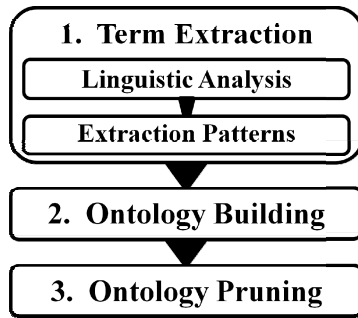 1. Term Extraction
Linguistic Analysis
Extraction Patterns
2. Ontology Building
3. Ontology Pruning